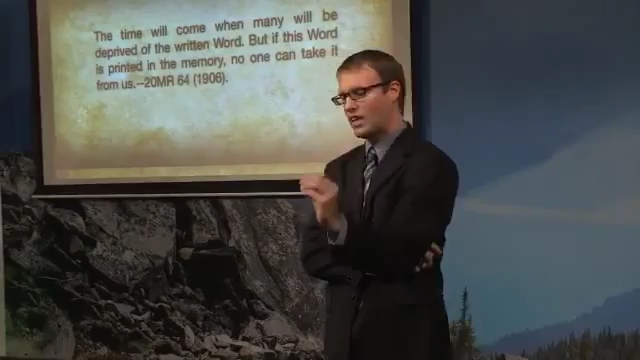 The time will come when many will be
deprived of the written Word. But if this Word
is printed in the memory, no one can take it
from us.--20MR 64 (1906).